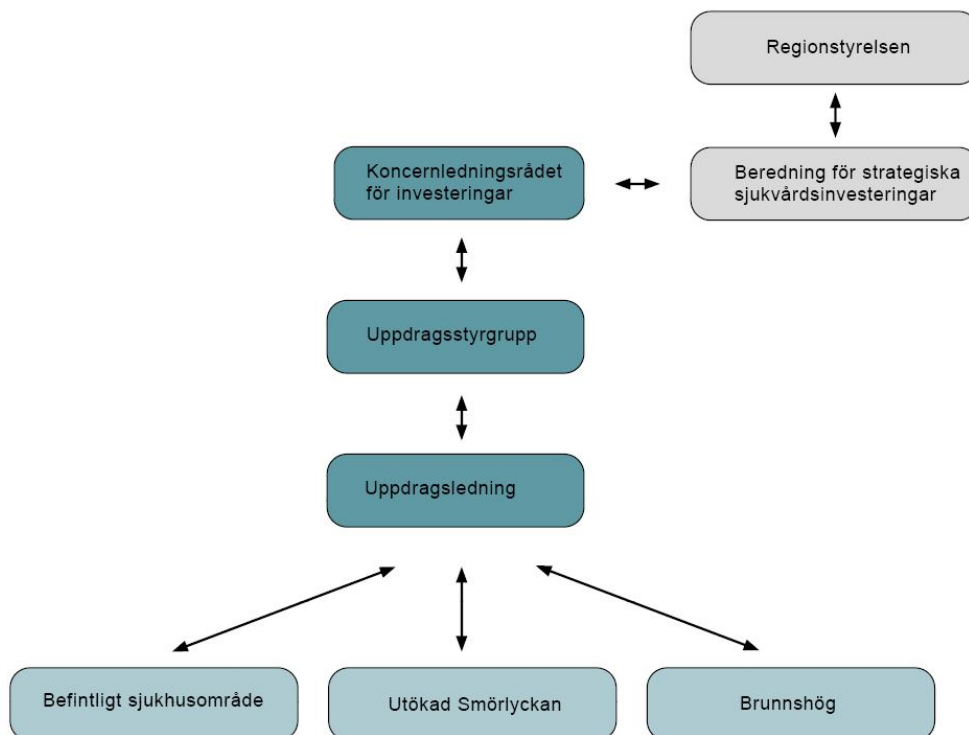 Regionstyrelsen
Koncernledningsrådet
för investeringar
Beredning för strategiska
sjukvårdsinvesteringar
Uppdragsstyrgrupp
Uppdragsledning
Befintligt sjukhusområde
Utökad Smörlyckan
Brunnshög